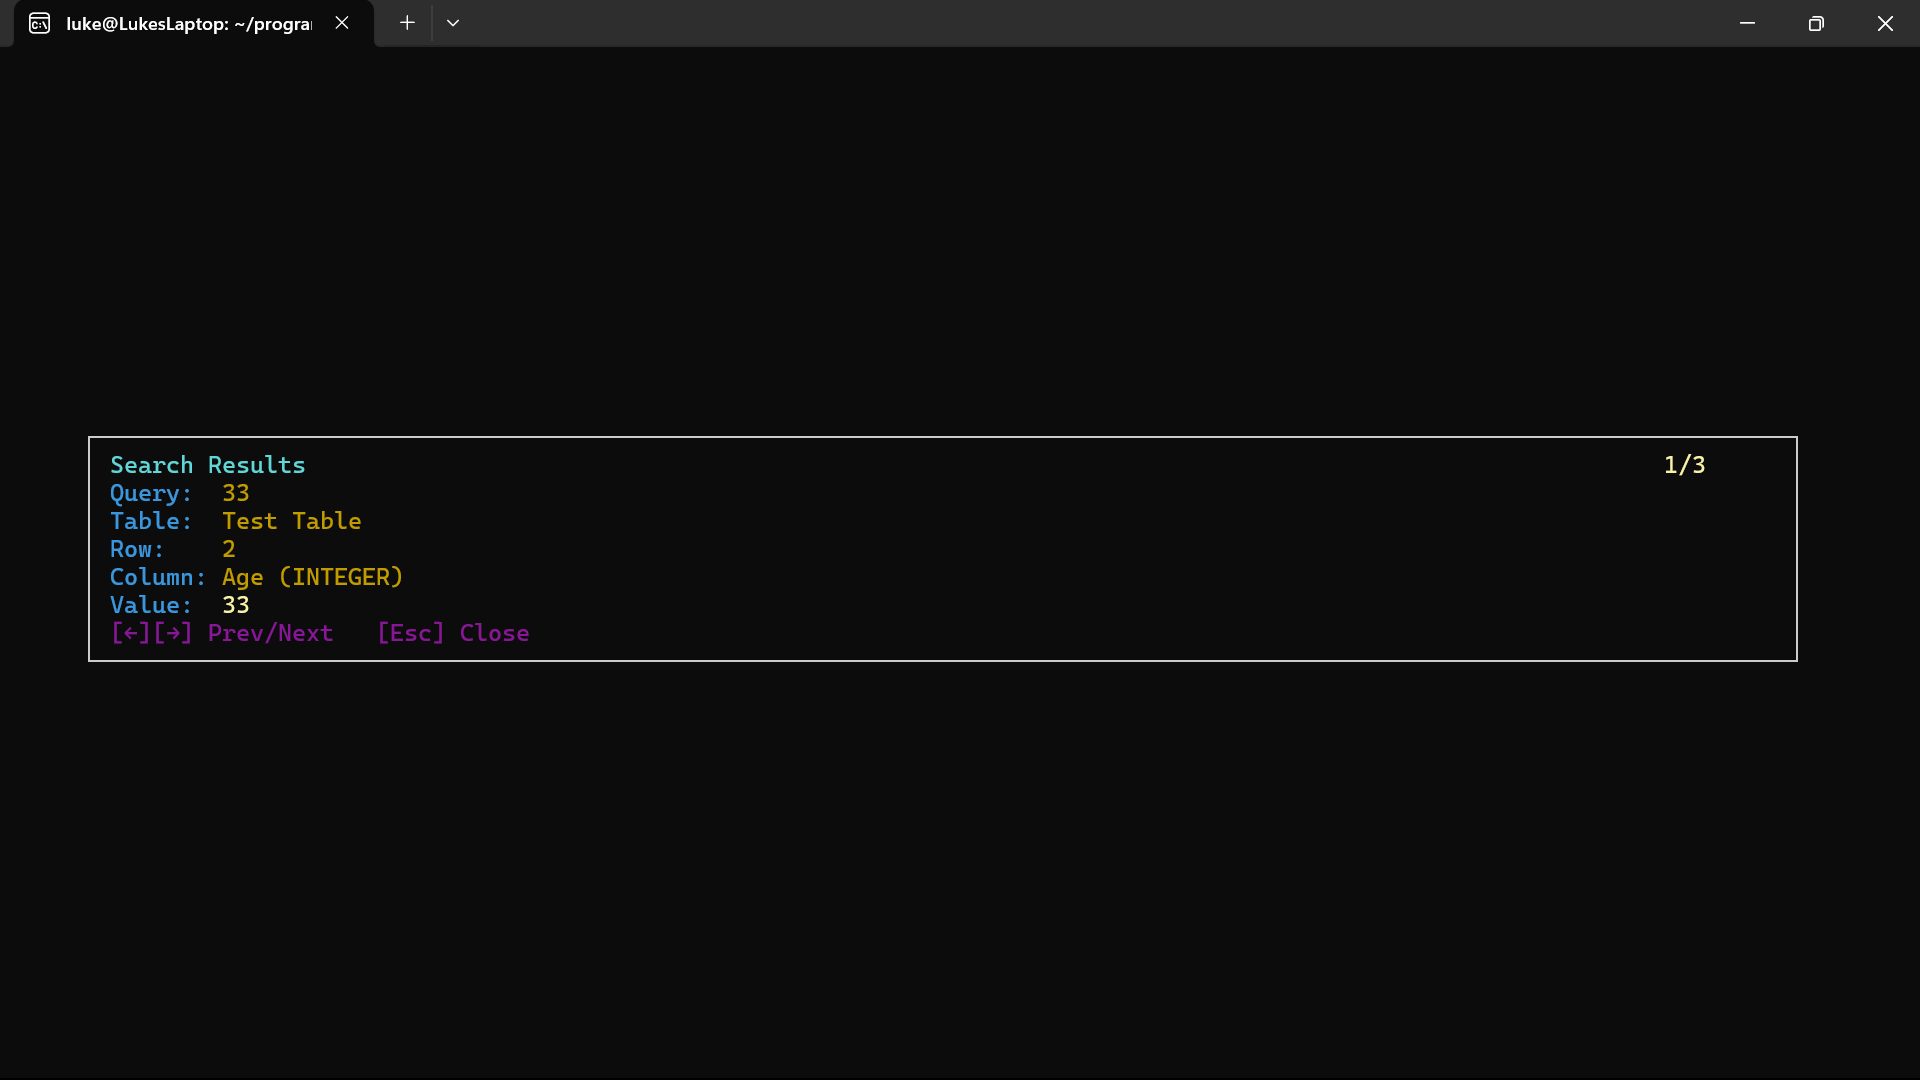 luke@LukesLaptop: ~/progra
Search Results 1/3
Query: 33
Table: Test Table
Row: 2
Column: Age (INTEGER)
Value: 33
[←][→] Prev/Next [Esc] Close